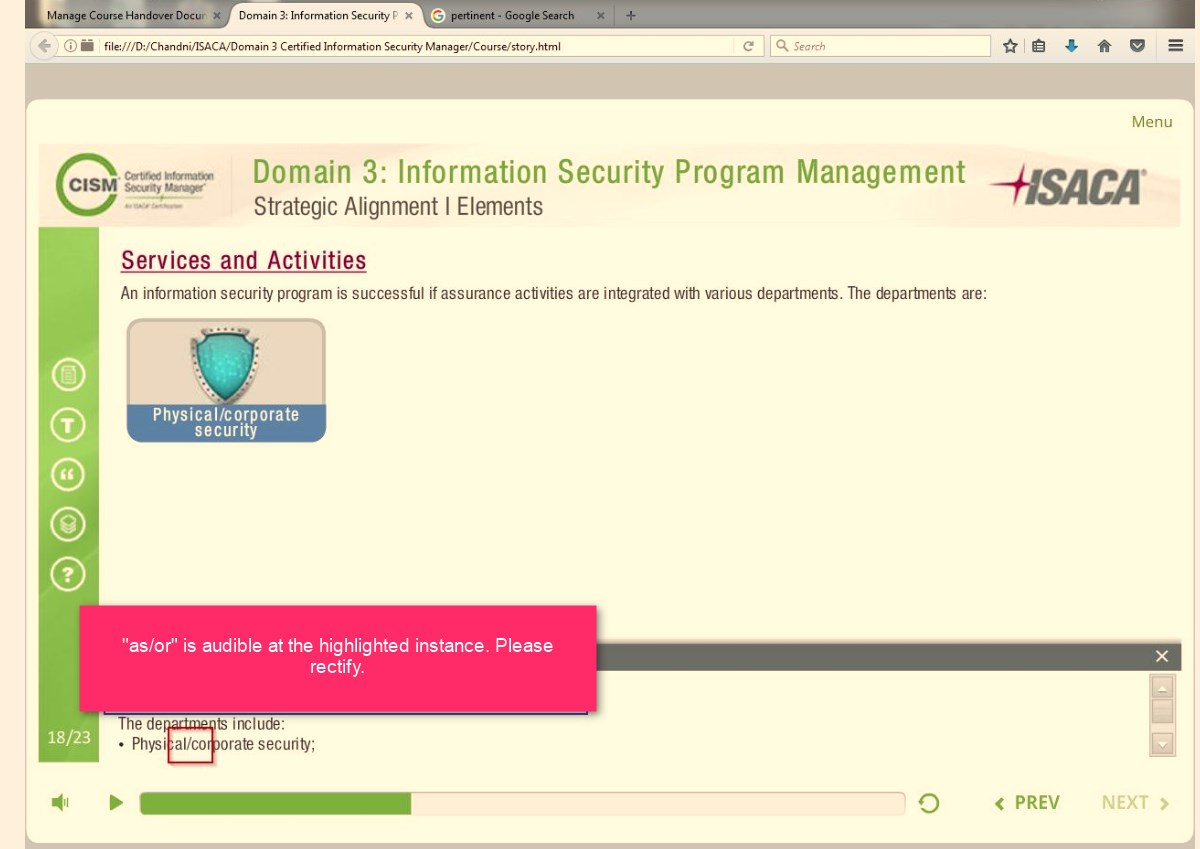 Manage Course Handover Docun
Domain 3: Information Security P
pertinent - Google Search
file:///D:/Chandni/ISACA/Domain 3 Certified Information Security Manager/Course/story.html
Search
Menu
CISM
Certified Information
Security Manager®
An ISACA® Certification
Domain 3: Information Security Program Management
Strategic Alignment I Elements
ISACA®
Services and Activities
An information security program is successful if assurance activities are integrated with various departments. The departments are:
Physical/corporate
security
T
“
?
"as/or" is audible at the highlighted instance. Please
rectify.
The departments include:
• Physical/corporate security;
18/23
PREV
NEXT